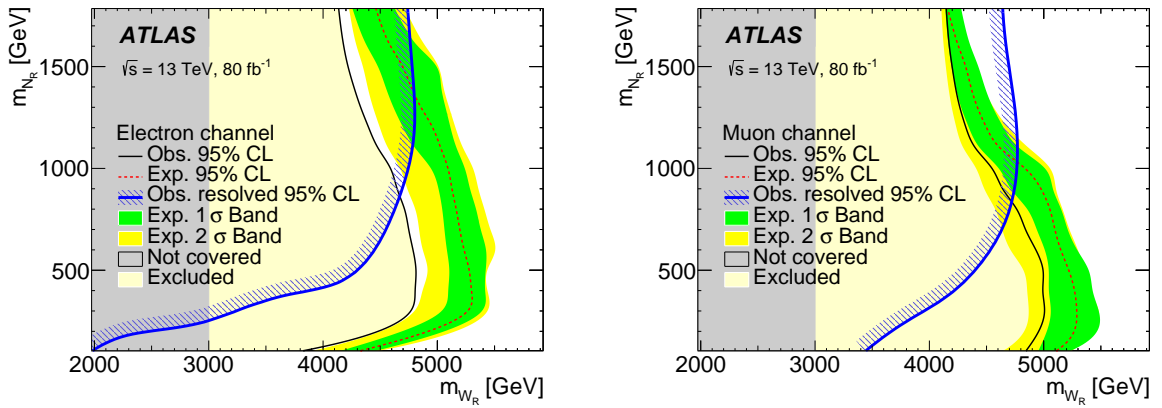 m_{N_R} [GeV]
1500
1000
500
ATLAS
√s = 13 TeV, 80 fb⁻¹
Electron channel
Obs. 95% CL
Exp. 95% CL
Obs. resolved 95% CL
Exp. 1 σ Band
Exp. 2 σ Band
Not covered
Excluded
2000 3000 4000 5000
m_{W_R} [GeV]
m_{N_R} [GeV]
1500
1000
500
ATLAS
√s = 13 TeV, 80 fb⁻¹
Muon channel
Obs. 95% CL
Exp. 95% CL
Obs. resolved 95% CL
Exp. 1 σ Band
Exp. 2 σ Band
Not covered
Excluded
2000 3000 4000 5000
m_{W_R} [GeV]